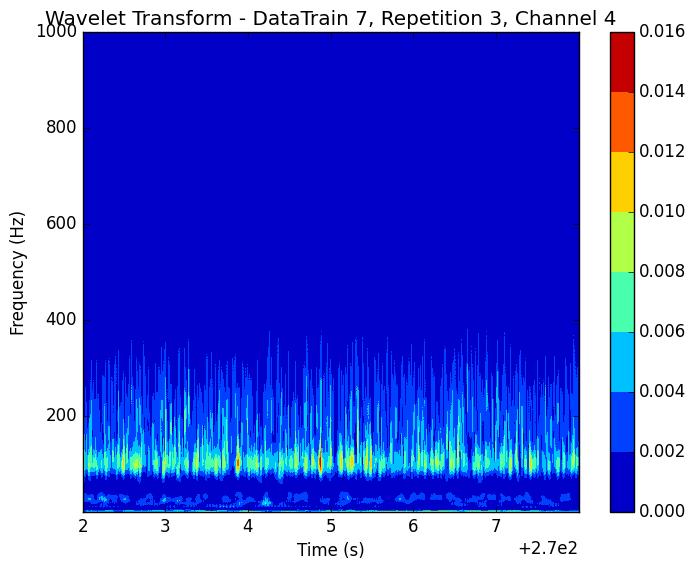 Wavelet Transform - DataTrain 7, Repetition 3, Channel 4
1000
800
600
400
200
Frequency (Hz)
2 3 4 5 6 7
+2.7e2
Time (s)
0.016
0.014
0.012
0.010
0.008
0.006
0.004
0.002
0.000